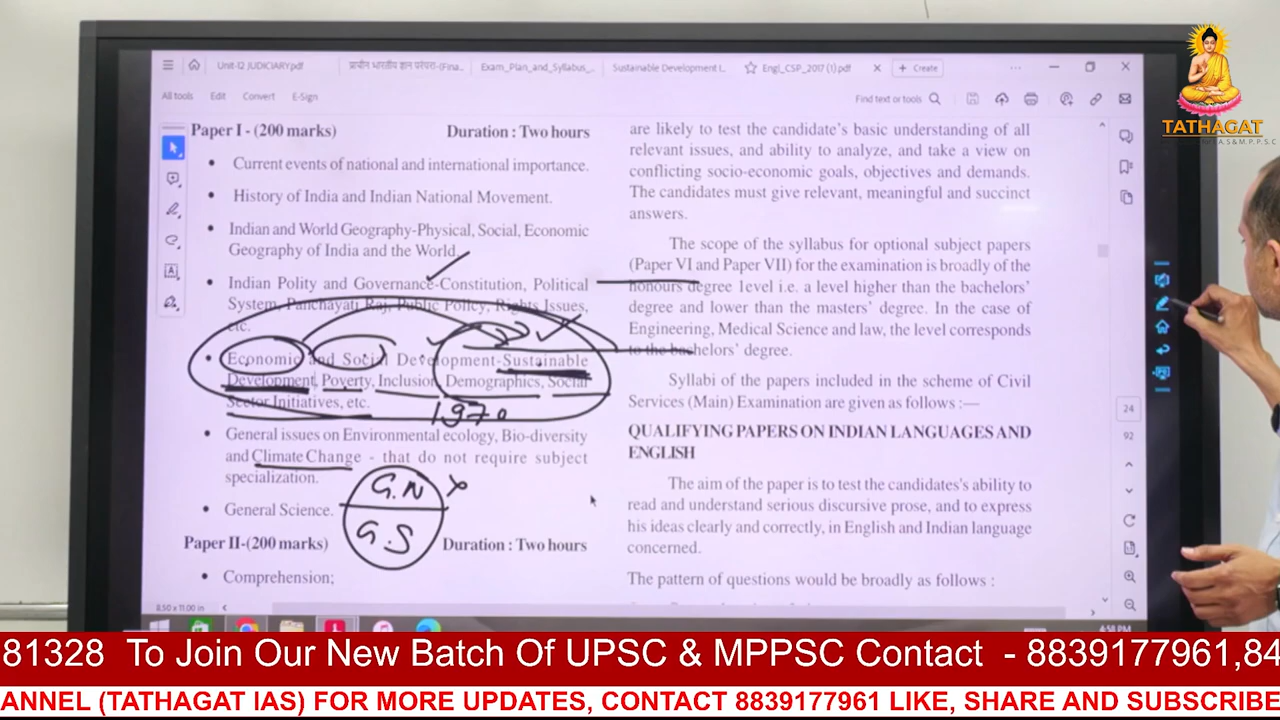 Unit-12 JUDICIARY.pdf
प्राचीन भारतीय ज्ञान परंपरा-(Fina...
Exam_Plan_and_Syllabus_...
Sustainable Development I...
Engl_CSP_2017 (1).pdf
Create
All tools Edit Convert E-Sign
Find text or tools
Paper I - (200 marks) Duration : Two hours
• Current events of national and international importance.
• History of India and Indian National Movement.
• Indian and World Geography-Physical, Social, Economic
Geography of India and the World.
• Indian Polity and Governance-Constitution, Political
System, Panchayati Raj, Public Policy, Rights Issues,
etc.
• Economic and Social Development-Sustainable
Development, Poverty, Inclusion, Demographics, Social
Sector Initiatives, etc.
1970
• General issues on Environmental ecology, Bio-diversity
and Climate Change - that do not require subject
specialization.
G.N
• General Science.
G.S
Paper II-(200 marks) Duration : Two hours
• Comprehension;
8.50 x 11.00 in
are likely to test the candidate's basic understanding of all
relevant issues, and ability to analyze, and take a view on
conflicting socio-economic goals, objectives and demands.
The candidates must give relevant, meaningful and succinct
answers.
The scope of the syllabus for optional subject papers
(Paper VI and Paper VII) for the examination is broadly of the
honours degree level i.e. a level higher than the bachelors'
degree and lower than the masters' degree. In the case of
Engineering, Medical Science and law, the level corresponds
to the bachelors' degree.
Syllabi of the papers included in the scheme of Civil
Services (Main) Examination are given as follows :—
QUALIFYING PAPERS ON INDIAN LANGUAGES AND
ENGLISH
The aim of the paper is to test the candidates's ability to
read and understand serious discursive prose, and to express
his ideas clearly and correctly, in English and Indian language
concerned.
The pattern of questions would be broadly as follows :
24
92
4:58 PM
TATHAGAT
81328 To Join Our New Batch Of UPSC & MPPSC Contact - 8839177961,84
ANNEL (TATHAGAT IAS) FOR MORE UPDATES, CONTACT 8839177961 LIKE, SHARE AND SUBSCRIBE